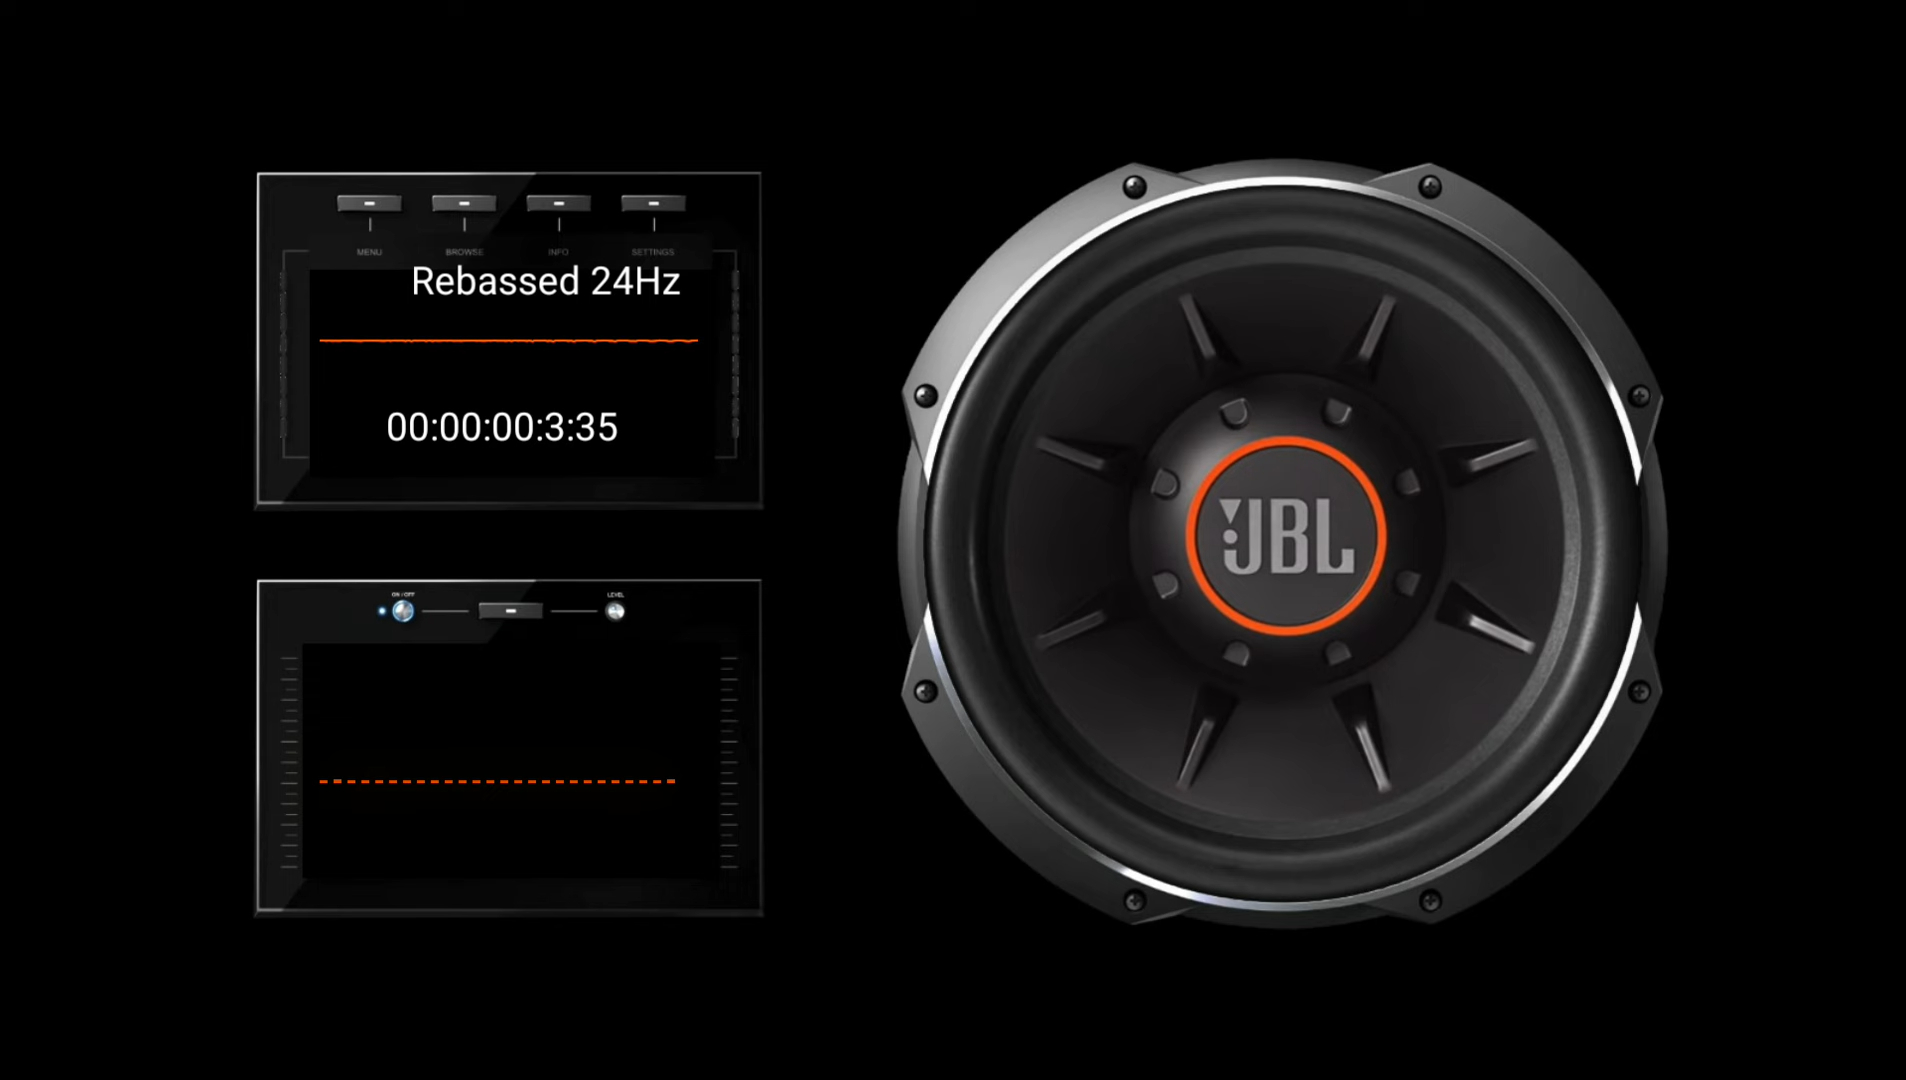 MENU BROWSE INFO SETTINGS
Rebassed 24Hz
00:00:00:3:35
ON / OFF LEVEL
JBL